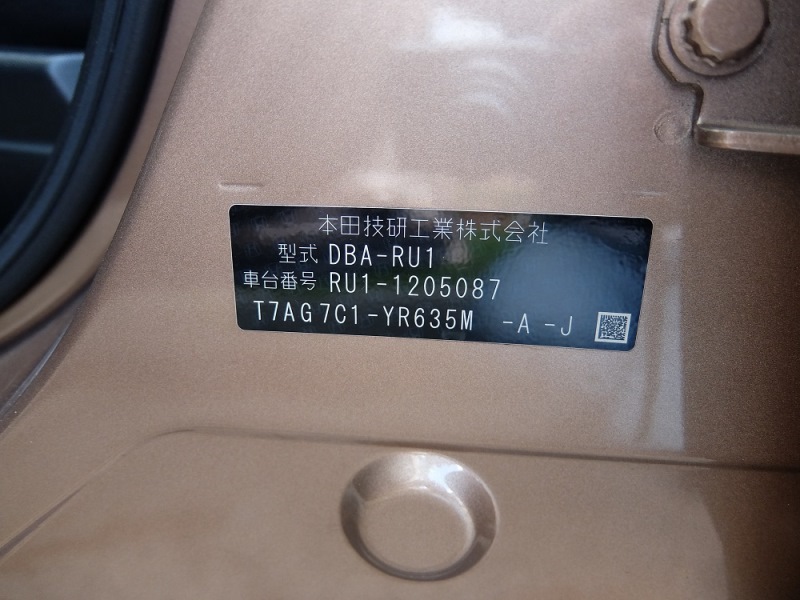 本田技研工業株式会社
型式 DBA-RU1
車台番号 RU1-1205087
T7AG7C1-YR635M -A -J